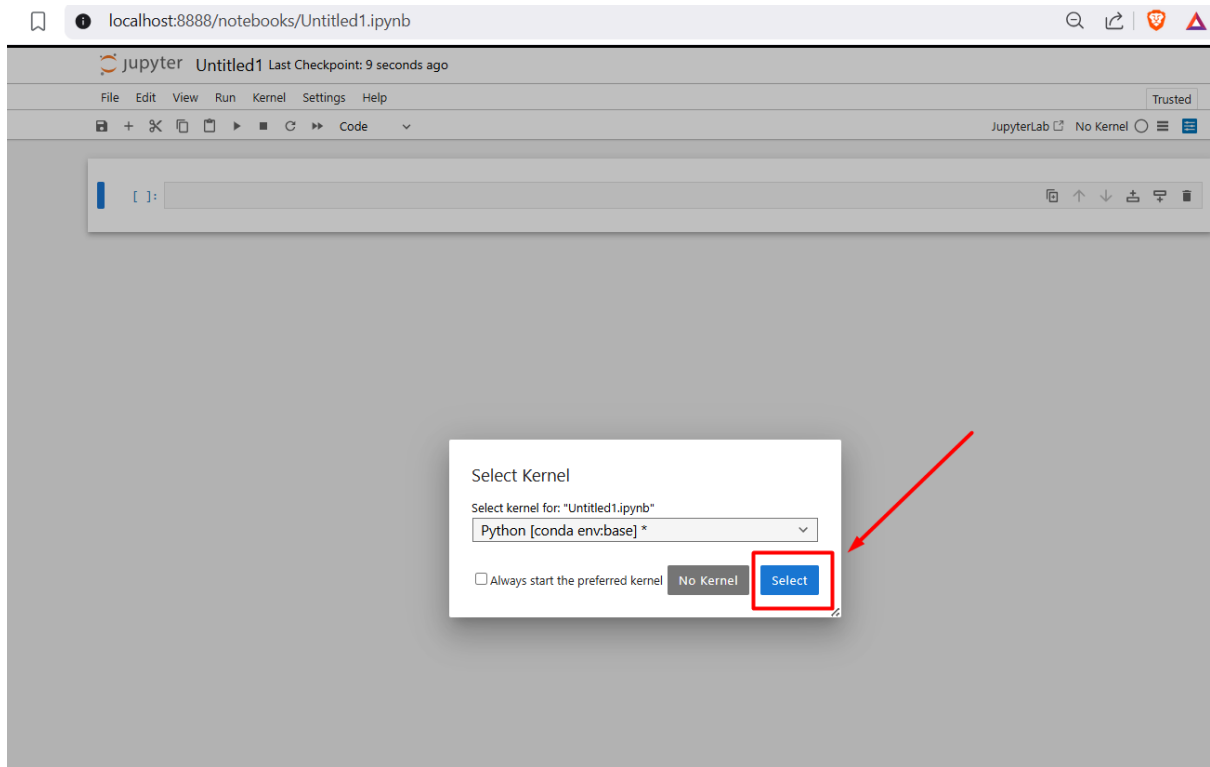 localhost:8888/notebooks/Untitled1.ipynb
jupyter Untitled1 Last Checkpoint: 9 seconds ago
File Edit View Run Kernel Settings Help
Trusted
Code
JupyterLab No Kernel
[ ]:
Select Kernel
Select kernel for: "Untitled1.ipynb"
Python [conda env:base] *
Always start the preferred kernel No Kernel Select